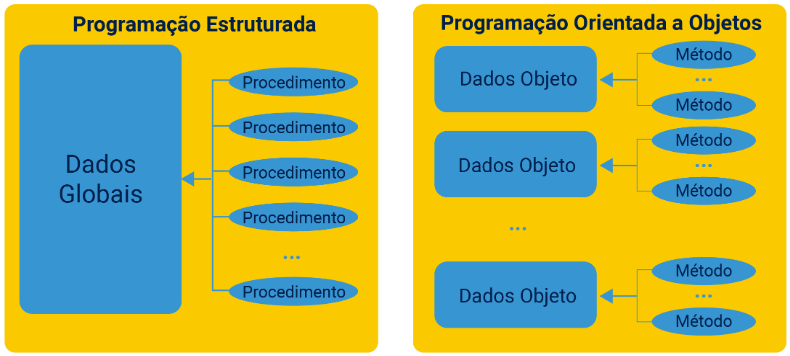 Programação Estruturada
Dados
Globais
Procedimento
Procedimento
Procedimento
Procedimento
...
Procedimento
Programação Orientada a Objetos
Dados Objeto
Método
...
Método
Dados Objeto
Método
...
Método
...
Dados Objeto
Método
...
Método